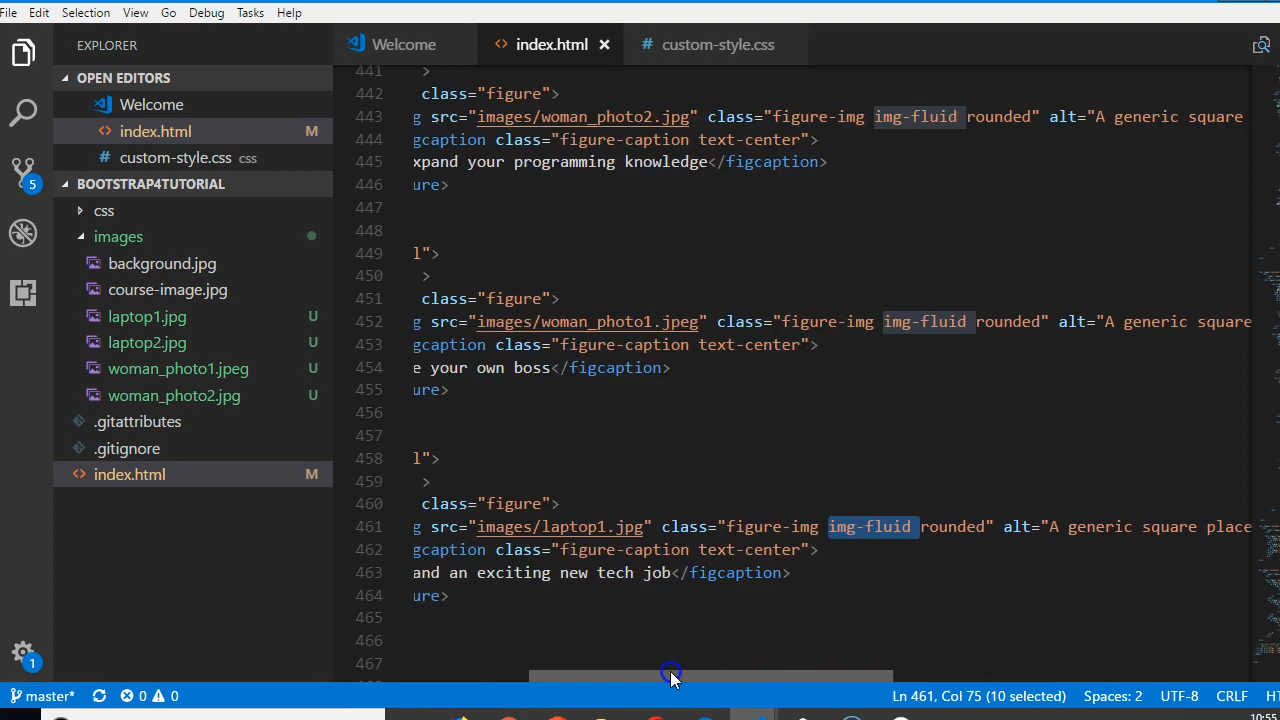 File Edit Selection View Go Debug Tasks Help
EXPLORER
Welcome
index.html
custom-style.css
OPEN EDITORS
Welcome
index.html M
custom-style.css css
BOOTSTRAP4TUTORIAL
css
images
background.jpg
course-image.jpg
laptop1.jpg U
laptop2.jpg U
woman_photo1.jpeg U
woman_photo2.jpg U
.gitattributes
.gitignore
index.html M
5
1
441 >
442 class="figure">
443 g src="images/woman_photo2.jpg" class="figure-img img-fluid rounded" alt="A generic square
444 gcaption class="figure-caption text-center">
445 xpand your programming knowledge</figcaption>
446 ure>
447
448
449 l">
450 >
451 class="figure">
452 g src="images/woman_photo1.jpeg" class="figure-img img-fluid rounded" alt="A generic square
453 gcaption class="figure-caption text-center">
454 e your own boss</figcaption>
455 ure>
456
457
458 l">
459 >
460 class="figure">
461 g src="images/laptop1.jpg" class="figure-img img-fluid rounded" alt="A generic square place
462 gcaption class="figure-caption text-center">
463 and an exciting new tech job</figcaption>
464 ure>
465
466
467
master* 0 0 Ln 461, Col 75 (10 selected) Spaces: 2 UTF-8 CRLF HT
10:55